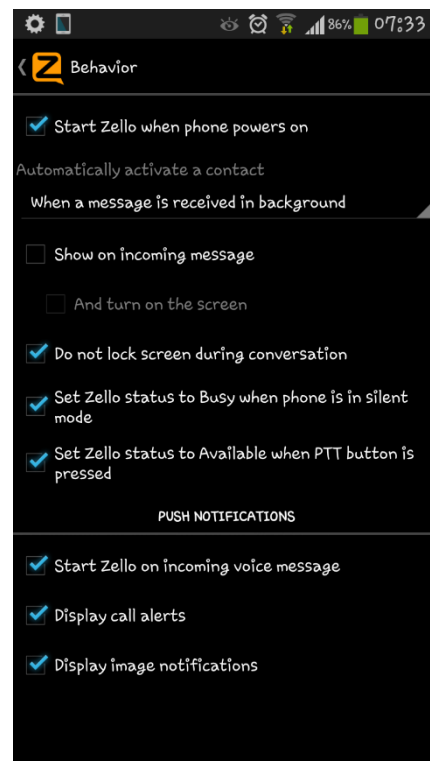 86% 07:33
Behavior
Start Zello when phone powers on
Automatically activate a contact
When a message is received in background
Show on incoming message
And turn on the screen
Do not lock screen during conversation
Set Zello status to Busy when phone is in silent
mode
Set Zello status to Available when PTT button is
pressed
PUSH NOTIFICATIONS
Start Zello on incoming voice message
Display call alerts
Display image notifications